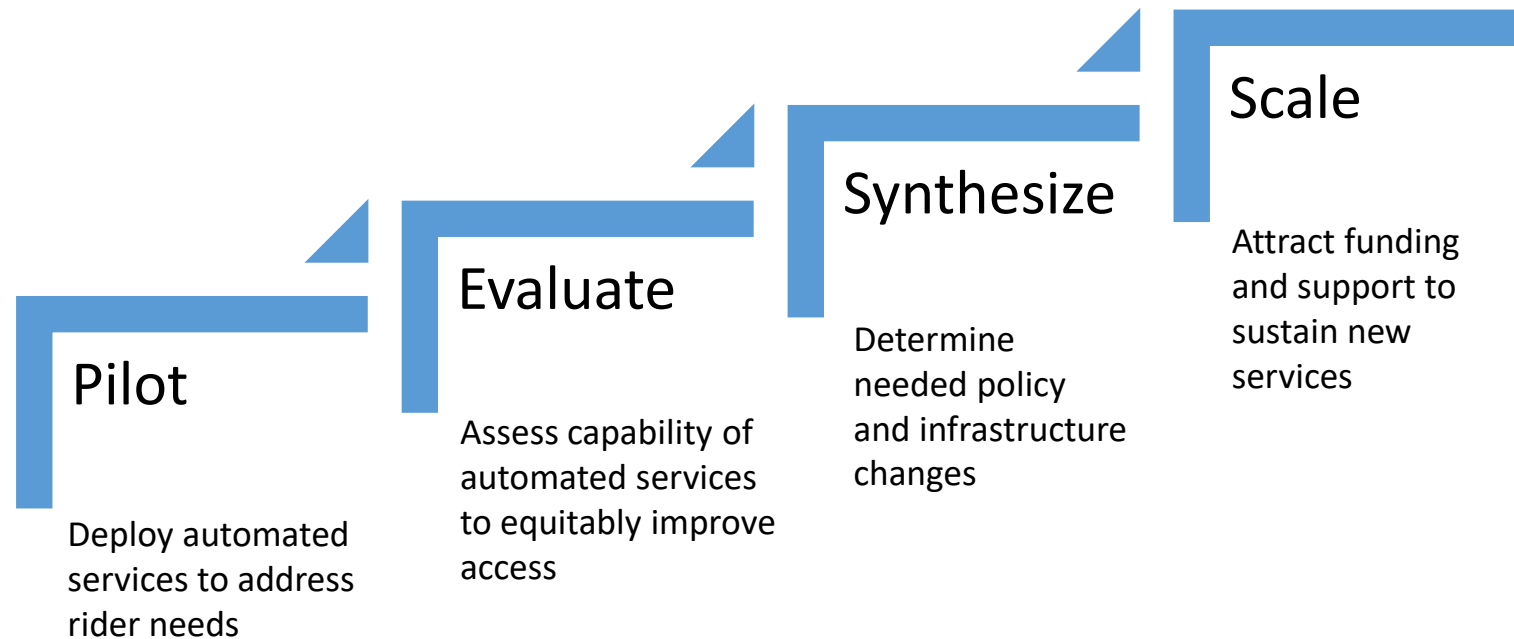 Pilot
Deploy automated
services to address
rider needs
Evaluate
Assess capability of
automated services
to equitably improve
access
Synthesize
Determine
needed policy
and infrastructure
changes
Scale
Attract funding
and support to
sustain new
services